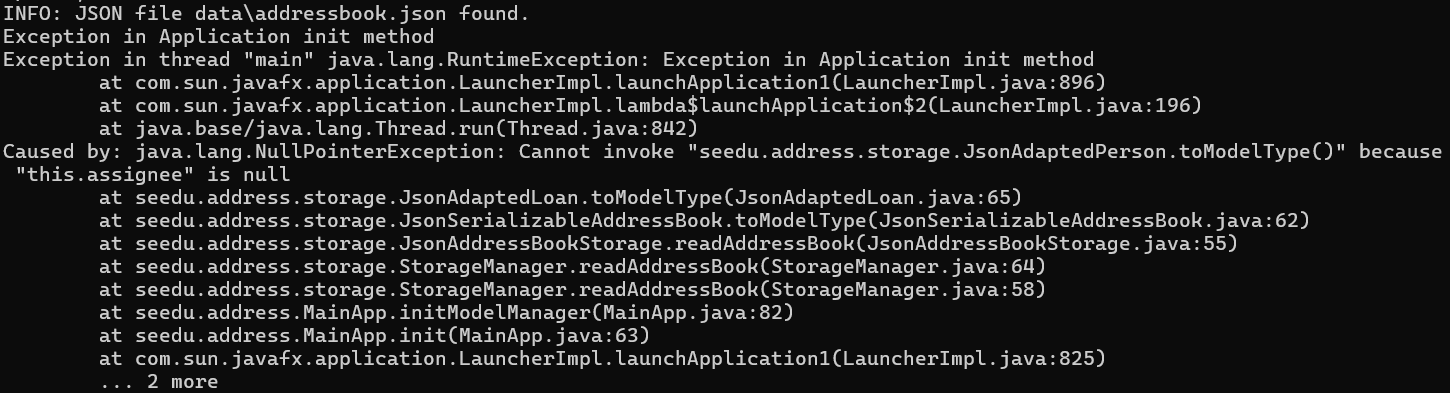 INFO: JSON file data\addressbook.json found.
Exception in Application init method
Exception in thread "main" java.lang.RuntimeException: Exception in Application init method
        at com.sun.javafx.application.LauncherImpl.launchApplication1(LauncherImpl.java:896)
        at com.sun.javafx.application.LauncherImpl.lambda$launchApplication$2(LauncherImpl.java:196)
        at java.base/java.lang.Thread.run(Thread.java:842)
Caused by: java.lang.NullPointerException: Cannot invoke "seedu.address.storage.JsonAdaptedPerson.toModelType()" because
 "this.assignee" is null
        at seedu.address.storage.JsonAdaptedLoan.toModelType(JsonAdaptedLoan.java:65)
        at seedu.address.storage.JsonSerializableAddressBook.toModelType(JsonSerializableAddressBook.java:62)
        at seedu.address.storage.JsonAddressBookStorage.readAddressBook(JsonAddressBookStorage.java:55)
        at seedu.address.storage.StorageManager.readAddressBook(StorageManager.java:64)
        at seedu.address.storage.StorageManager.readAddressBook(StorageManager.java:58)
        at seedu.address.MainApp.initModelManager(MainApp.java:82)
        at seedu.address.MainApp.init(MainApp.java:63)
        at com.sun.javafx.application.LauncherImpl.launchApplication1(LauncherImpl.java:825)
        ... 2 more